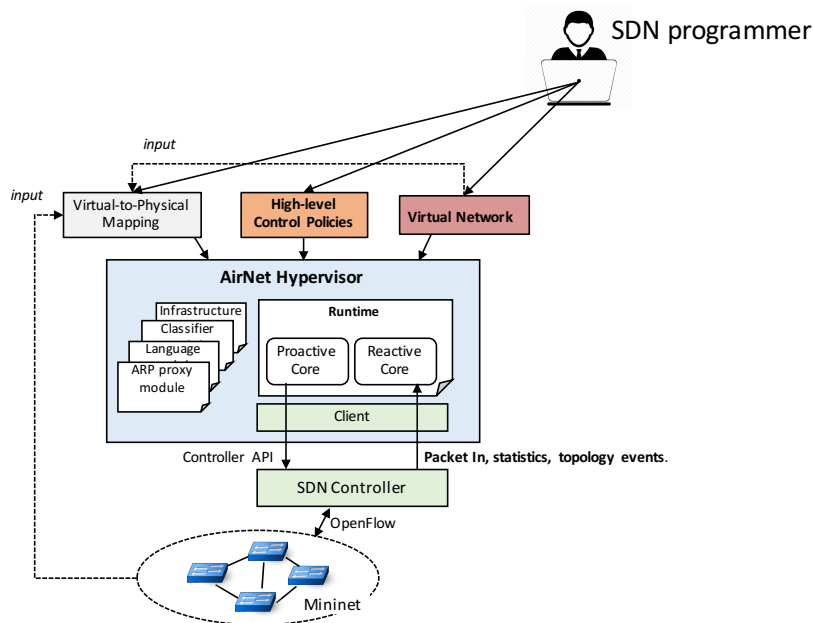 SDN programmer
input
input
Virtual-to-Physical
Mapping
High-level
Control Policies
Virtual Network
AirNet Hypervisor
Infrastructure
Classifier
Language
ARP proxy
module
Runtime
Proactive
Core
Reactive
Core
Client
Controller API
Packet In, statistics, topology events.
SDN Controller
OpenFlow
Mininet